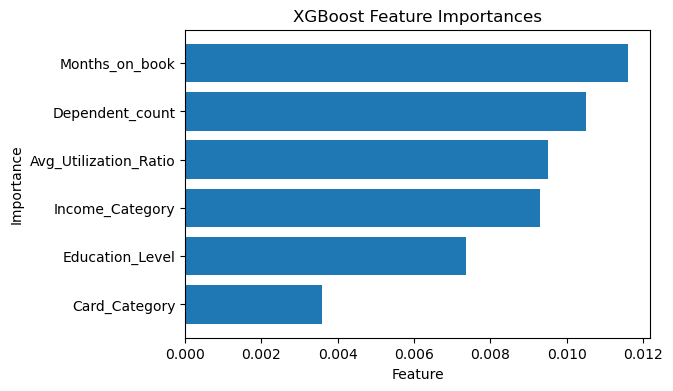 XGBoost Feature Importances
Importance
Months_on_book
Dependent_count
Avg_Utilization_Ratio
Income_Category
Education_Level
Card_Category
0.000 0.002 0.004 0.006 0.008 0.010 0.012
Feature